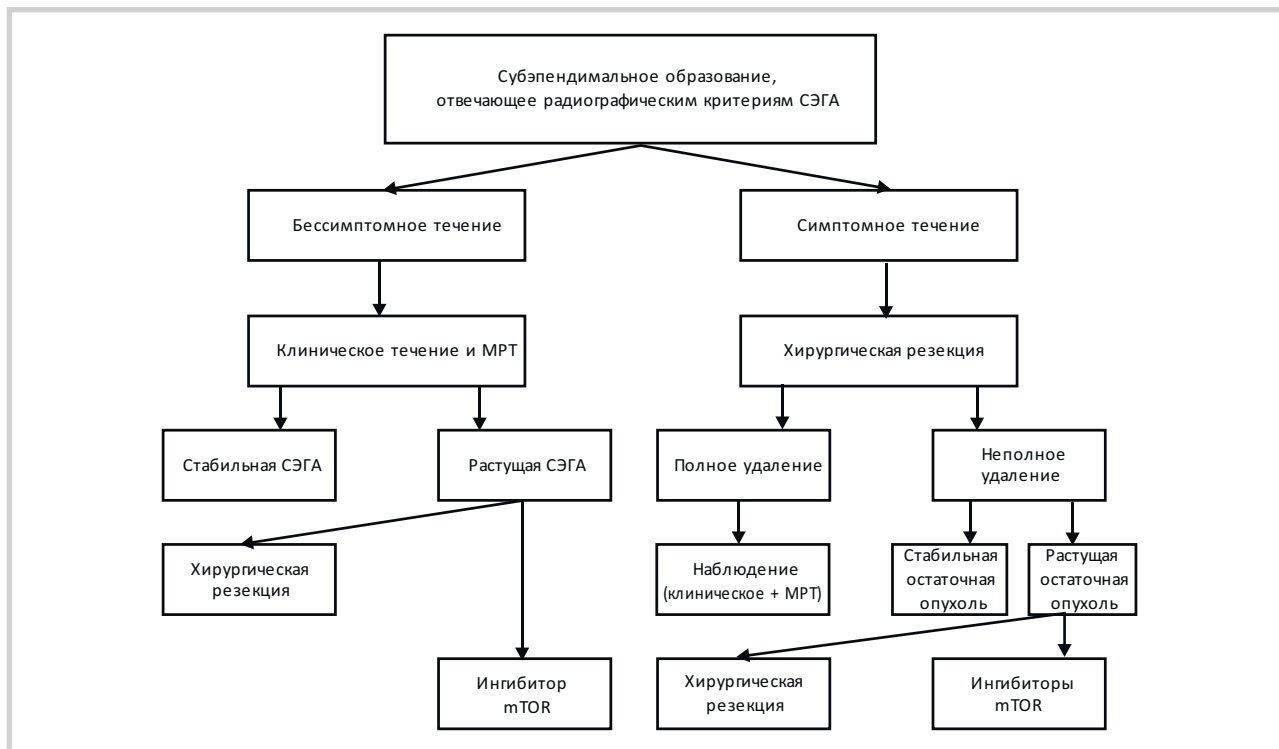 Субэпендимальное образование,
отвечающее радиографическим критериям СЭГА
Бессимптомное течение
Симптомное течение
Клиническое течение и МРТ
Хирургическая резекция
Стабильная СЭГА
Растущая СЭГА
Полное удаление
Неполное
удаление
Хирургическая
резекция
Наблюдение
(клиническое + МРТ)
Стабильная
остаточная
опухоль
Растущая
остаточная
опухоль
Ингибитор
mTOR
Хирургическая
резекция
Ингибиторы
mTOR